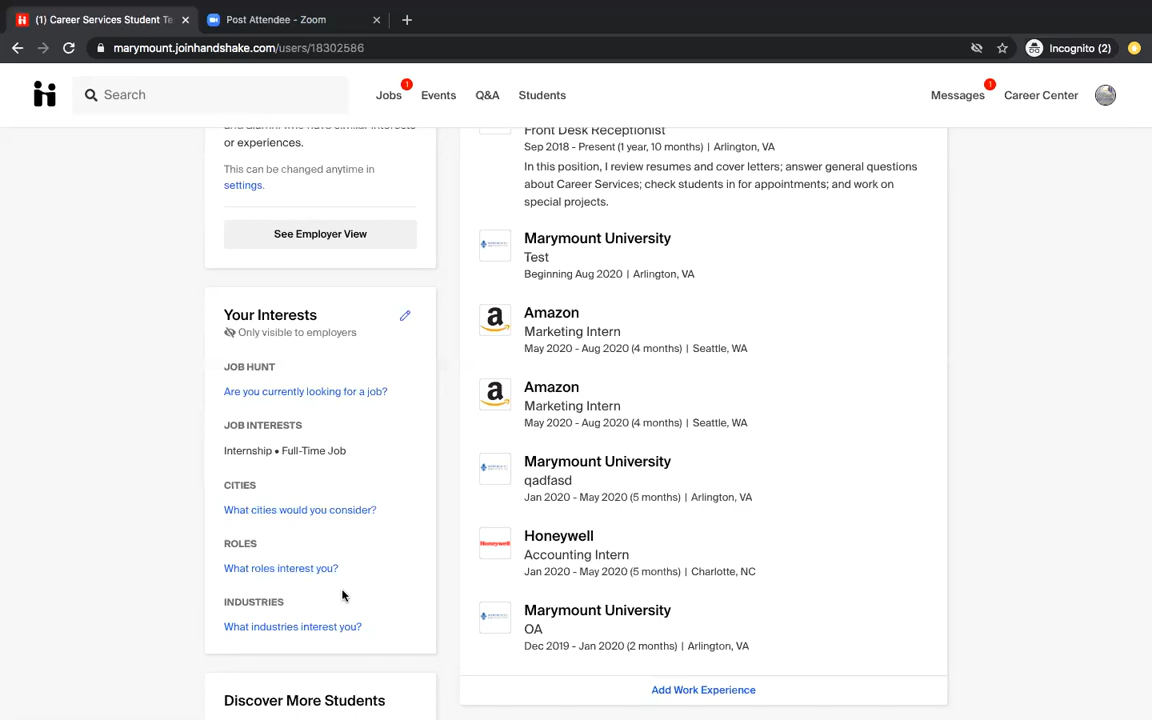 (1) Career Services Student Te
Post Attendee - Zoom
marymount.joinhandshake.com/users/18302586
Incognito (2)
Search
Jobs
1
Events
Q&A
Students
Messages
1
Career Center
and alumni who have similar interests
or experiences.
This can be changed anytime in
settings.
See Employer View
Your Interests
Only visible to employers
JOB HUNT
Are you currently looking for a job?
JOB INTERESTS
Internship • Full-Time Job
CITIES
What cities would you consider?
ROLES
What roles interest you?
INDUSTRIES
What industries interest you?
Discover More Students
Front Desk Receptionist
Sep 2018 - Present (1 year, 10 months) | Arlington, VA
In this position, I review resumes and cover letters; answer general questions
about Career Services; check students in for appointments; and work on
special projects.
Marymount University
Test
Beginning Aug 2020 | Arlington, VA
a
Amazon
Marketing Intern
May 2020 - Aug 2020 (4 months) | Seattle, WA
a
Amazon
Marketing Intern
May 2020 - Aug 2020 (4 months) | Seattle, WA
Marymount University
qadfasd
Jan 2020 - May 2020 (5 months) | Arlington, VA
Honeywell
Honeywell
Accounting Intern
Jan 2020 - May 2020 (5 months) | Charlotte, NC
Marymount University
OA
Dec 2019 - Jan 2020 (2 months) | Arlington, VA
Add Work Experience